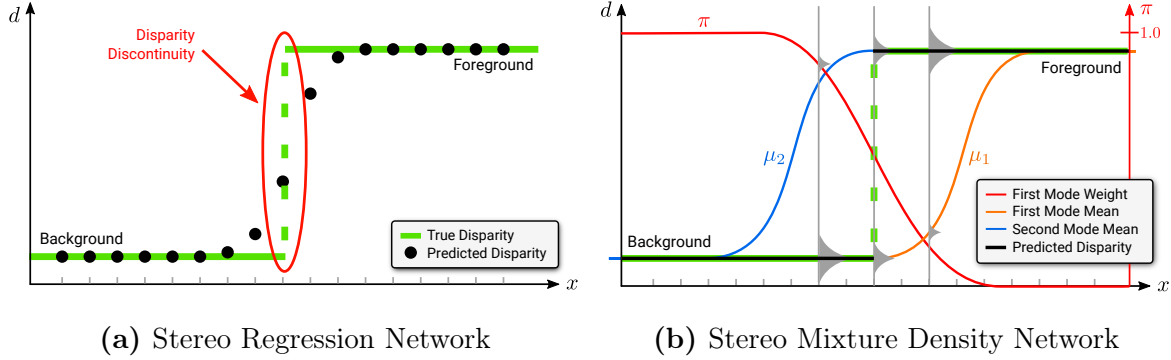 d
Disparity
Discontinuity
Foreground
Background
True Disparity
Predicted Disparity
x
(a) Stereo Regression Network
d
π
π
1.0
Foreground
μ2
μ1
First Mode Weight
First Mode Mean
Second Mode Mean
Predicted Disparity
Background
x
(b) Stereo Mixture Density Network